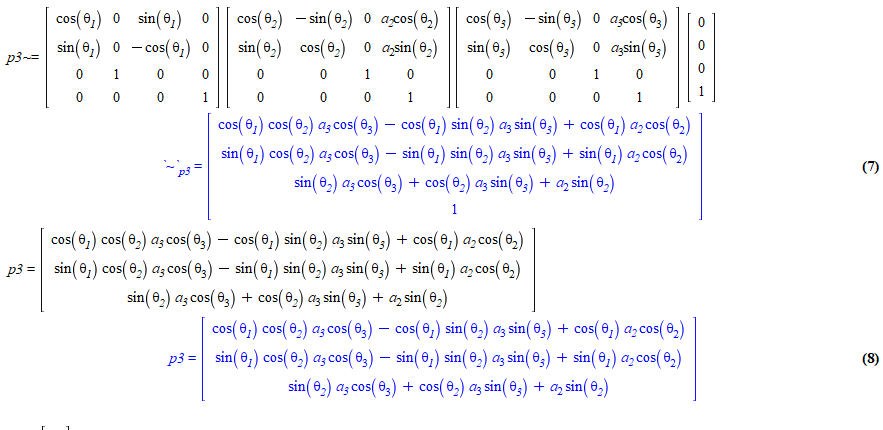 p3~= [ cos(θ₁) 0 sin(θ₁) 0 ] [ cos(θ₂) −sin(θ₂) 0 a₂cos(θ₂) ] [ cos(θ₃) −sin(θ₃) 0 a₃cos(θ₃) ] [ 0 ]
[ sin(θ₁) 0 −cos(θ₁) 0 ] [ sin(θ₂) cos(θ₂) 0 a₂sin(θ₂) ] [ sin(θ₃) cos(θ₃) 0 a₃sin(θ₃) ] [ 0 ]
[ 0 1 0 0 ] [ 0 0 1 0 ] [ 0 0 1 0 ] [ 0 ]
[ 0 0 0 1 ] [ 0 0 0 1 ] [ 0 0 0 1 ] [ 1 ]
cos(θ₁) cos(θ₂) a₃ cos(θ₃) − cos(θ₁) sin(θ₂) a₃ sin(θ₃) + cos(θ₁) a₂ cos(θ₂)
sin(θ₁) cos(θ₂) a₃ cos(θ₃) − sin(θ₁) sin(θ₂) a₃ sin(θ₃) + sin(θ₁) a₂ cos(θ₂)
`~`p3 = sin(θ₂) a₃ cos(θ₃) + cos(θ₂) a₃ sin(θ₃) + a₂ sin(θ₂) (7)
1
cos(θ₁) cos(θ₂) a₃ cos(θ₃) − cos(θ₁) sin(θ₂) a₃ sin(θ₃) + cos(θ₁) a₂ cos(θ₂)
p3 = sin(θ₁) cos(θ₂) a₃ cos(θ₃) − sin(θ₁) sin(θ₂) a₃ sin(θ₃) + sin(θ₁) a₂ cos(θ₂)
sin(θ₂) a₃ cos(θ₃) + cos(θ₂) a₃ sin(θ₃) + a₂ sin(θ₂)
cos(θ₁) cos(θ₂) a₃ cos(θ₃) − cos(θ₁) sin(θ₂) a₃ sin(θ₃) + cos(θ₁) a₂ cos(θ₂)
p3 = sin(θ₁) cos(θ₂) a₃ cos(θ₃) − sin(θ₁) sin(θ₂) a₃ sin(θ₃) + sin(θ₁) a₂ cos(θ₂) (8)
sin(θ₂) a₃ cos(θ₃) + cos(θ₂) a₃ sin(θ₃) + a₂ sin(θ₂)